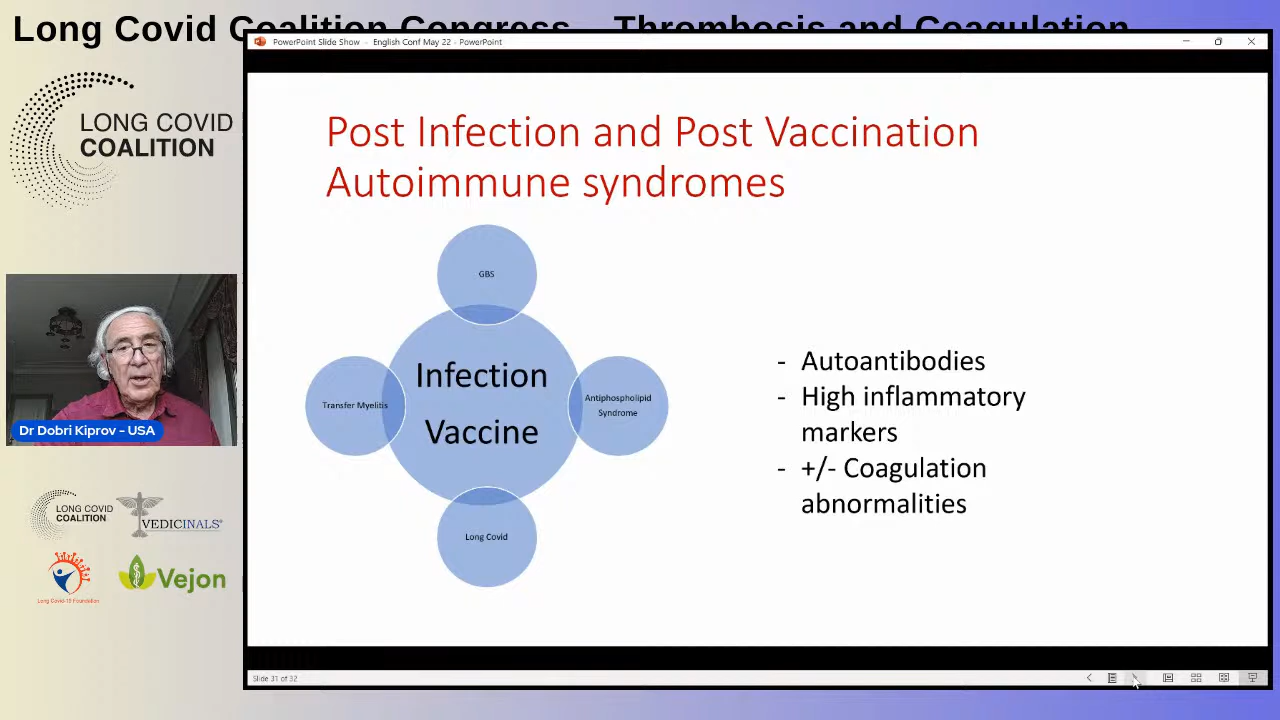 Long Covid Coalition Congress – Thrombosis and Coagulation
PowerPoint Slide Show – English Conf May 22 - PowerPoint
LONG COVID
COALITION
Post Infection and Post Vaccination
Autoimmune syndromes
GBS
Infection
Vaccine
Transfer Myelitis
Antiphospholipid
Syndrome
Long Covid
- Autoantibodies
- High inflammatory
markers
- +/- Coagulation
abnormalities
Dr Dobri Kiprov - USA
LONG COVID
COALITION
VEDICINALS®
Long Covid-19 Foundation
Vejon
Slide 31 of 32